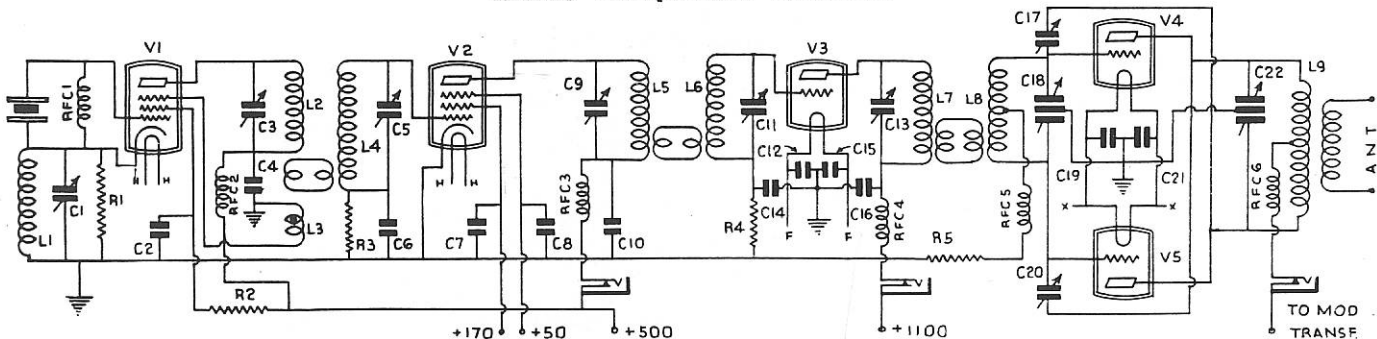 C17
V4
V1
V2
V3
RFC1
C3
L2
C5
C9
L5
L6
C11
C13
L7
L8
C18
C22
L9
L4
C4
C12
C15
ANT
H H
H H
RFC2
C19
C21
C1
R1
RFC3
RFC5
RFC6
L1
C2
L3
R3
C6
C7
C8
C10
R4
C14
C16
RFC4
F F
X X
R5
V5
C20
R2
+170
+50
+500
+1100
TO MOD
TRANSF.